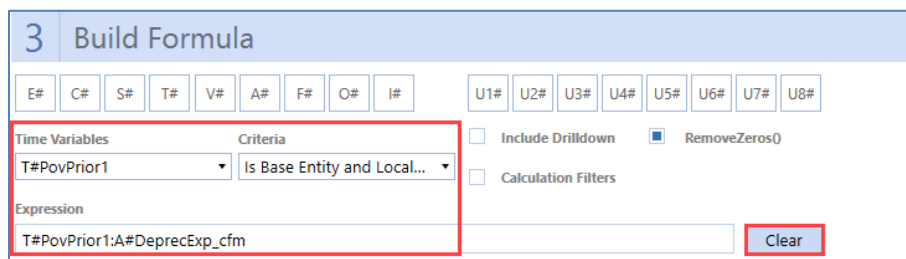 3 Build Formula
E# C# S# T# V# A# F# O# I# U1# U2# U3# U4# U5# U6# U7# U8#
Time Variables Criteria Include Drilldown RemoveZeros()
T#PovPrior1 Is Base Entity and Local... Calculation Filters
Expression
T#PovPrior1:A#DeprecExp_cfm Clear